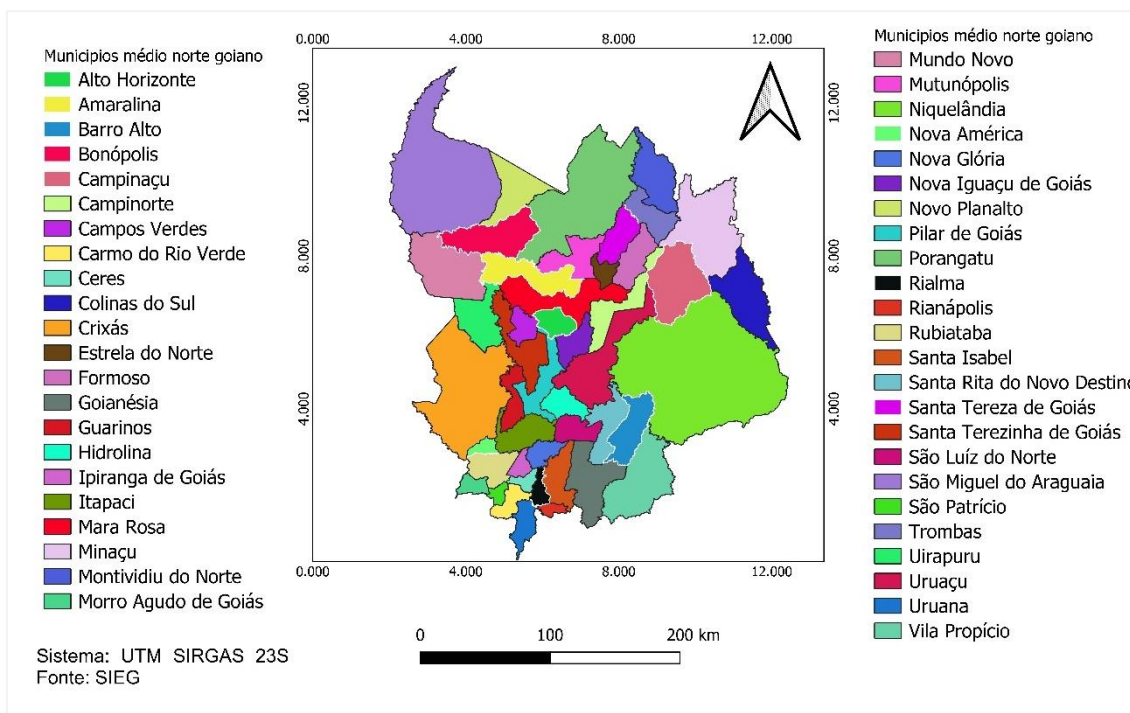 Municipios médio norte goiano
Alto Horizonte
Amaralina
Barro Alto
Bonópolis
Campinaçu
Campinorte
Campos Verdes
Carmo do Rio Verde
Ceres
Colinas do Sul
Crixás
Estrela do Norte
Formoso
Goianésia
Guarinos
Hidrolina
Ipiranga de Goiás
Itapaci
Mara Rosa
Minaçu
Montividiu do Norte
Morro Agudo de Goiás
Sistema: UTM SIRGAS 23S
Fonte: SIEG
4.000 8.000 12.000
12.000
8.000
4.000
12.000
8.000
4.000
0.000 4.000 8.000 12.000
0 100 200 km
Municipios médio norte goiano
Mundo Novo
Mutunópolis
Niquelândia
Nova América
Nova Glória
Nova Iguaçu de Goiás
Novo Planalto
Pilar de Goiás
Porangatu
Rialma
Rianápolis
Rubiataba
Santa Isabel
Santa Rita do Novo Destino
Santa Tereza de Goiás
Santa Terezinha de Goiás
São Luíz do Norte
São Miguel do Araguaia
São Patrício
Trombas
Uirapuru
Uruaçu
Uruana
Vila Propício